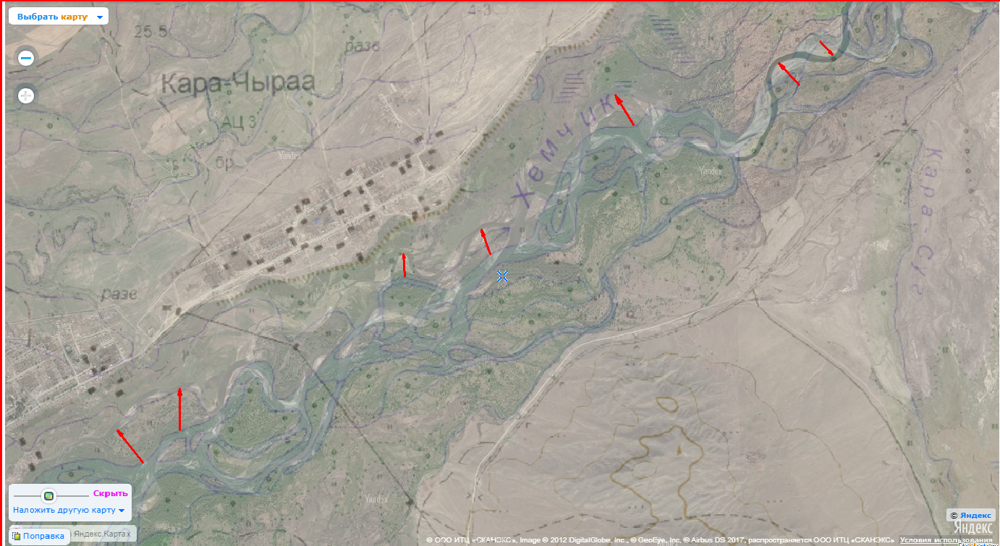 Выбрать карту
25-5
4-3
разв.
Кара-Чыраа
АЦ 3
бр
Yandex
Хемчик
Yandex
Кара-Суг
разв.
Yandex
Скрыть
Наложить другую карту
Поправка
в Яндекс.Картах
© Яндекс
Яндекс
© ООО ИТЦ «СКАНЭКС», Image © 2012 DigitalGlobe, Inc., © GeoEye, Inc, © Airbus DS 2017, распространяется ООО ИТЦ «СКАНЭКС» Условия использования